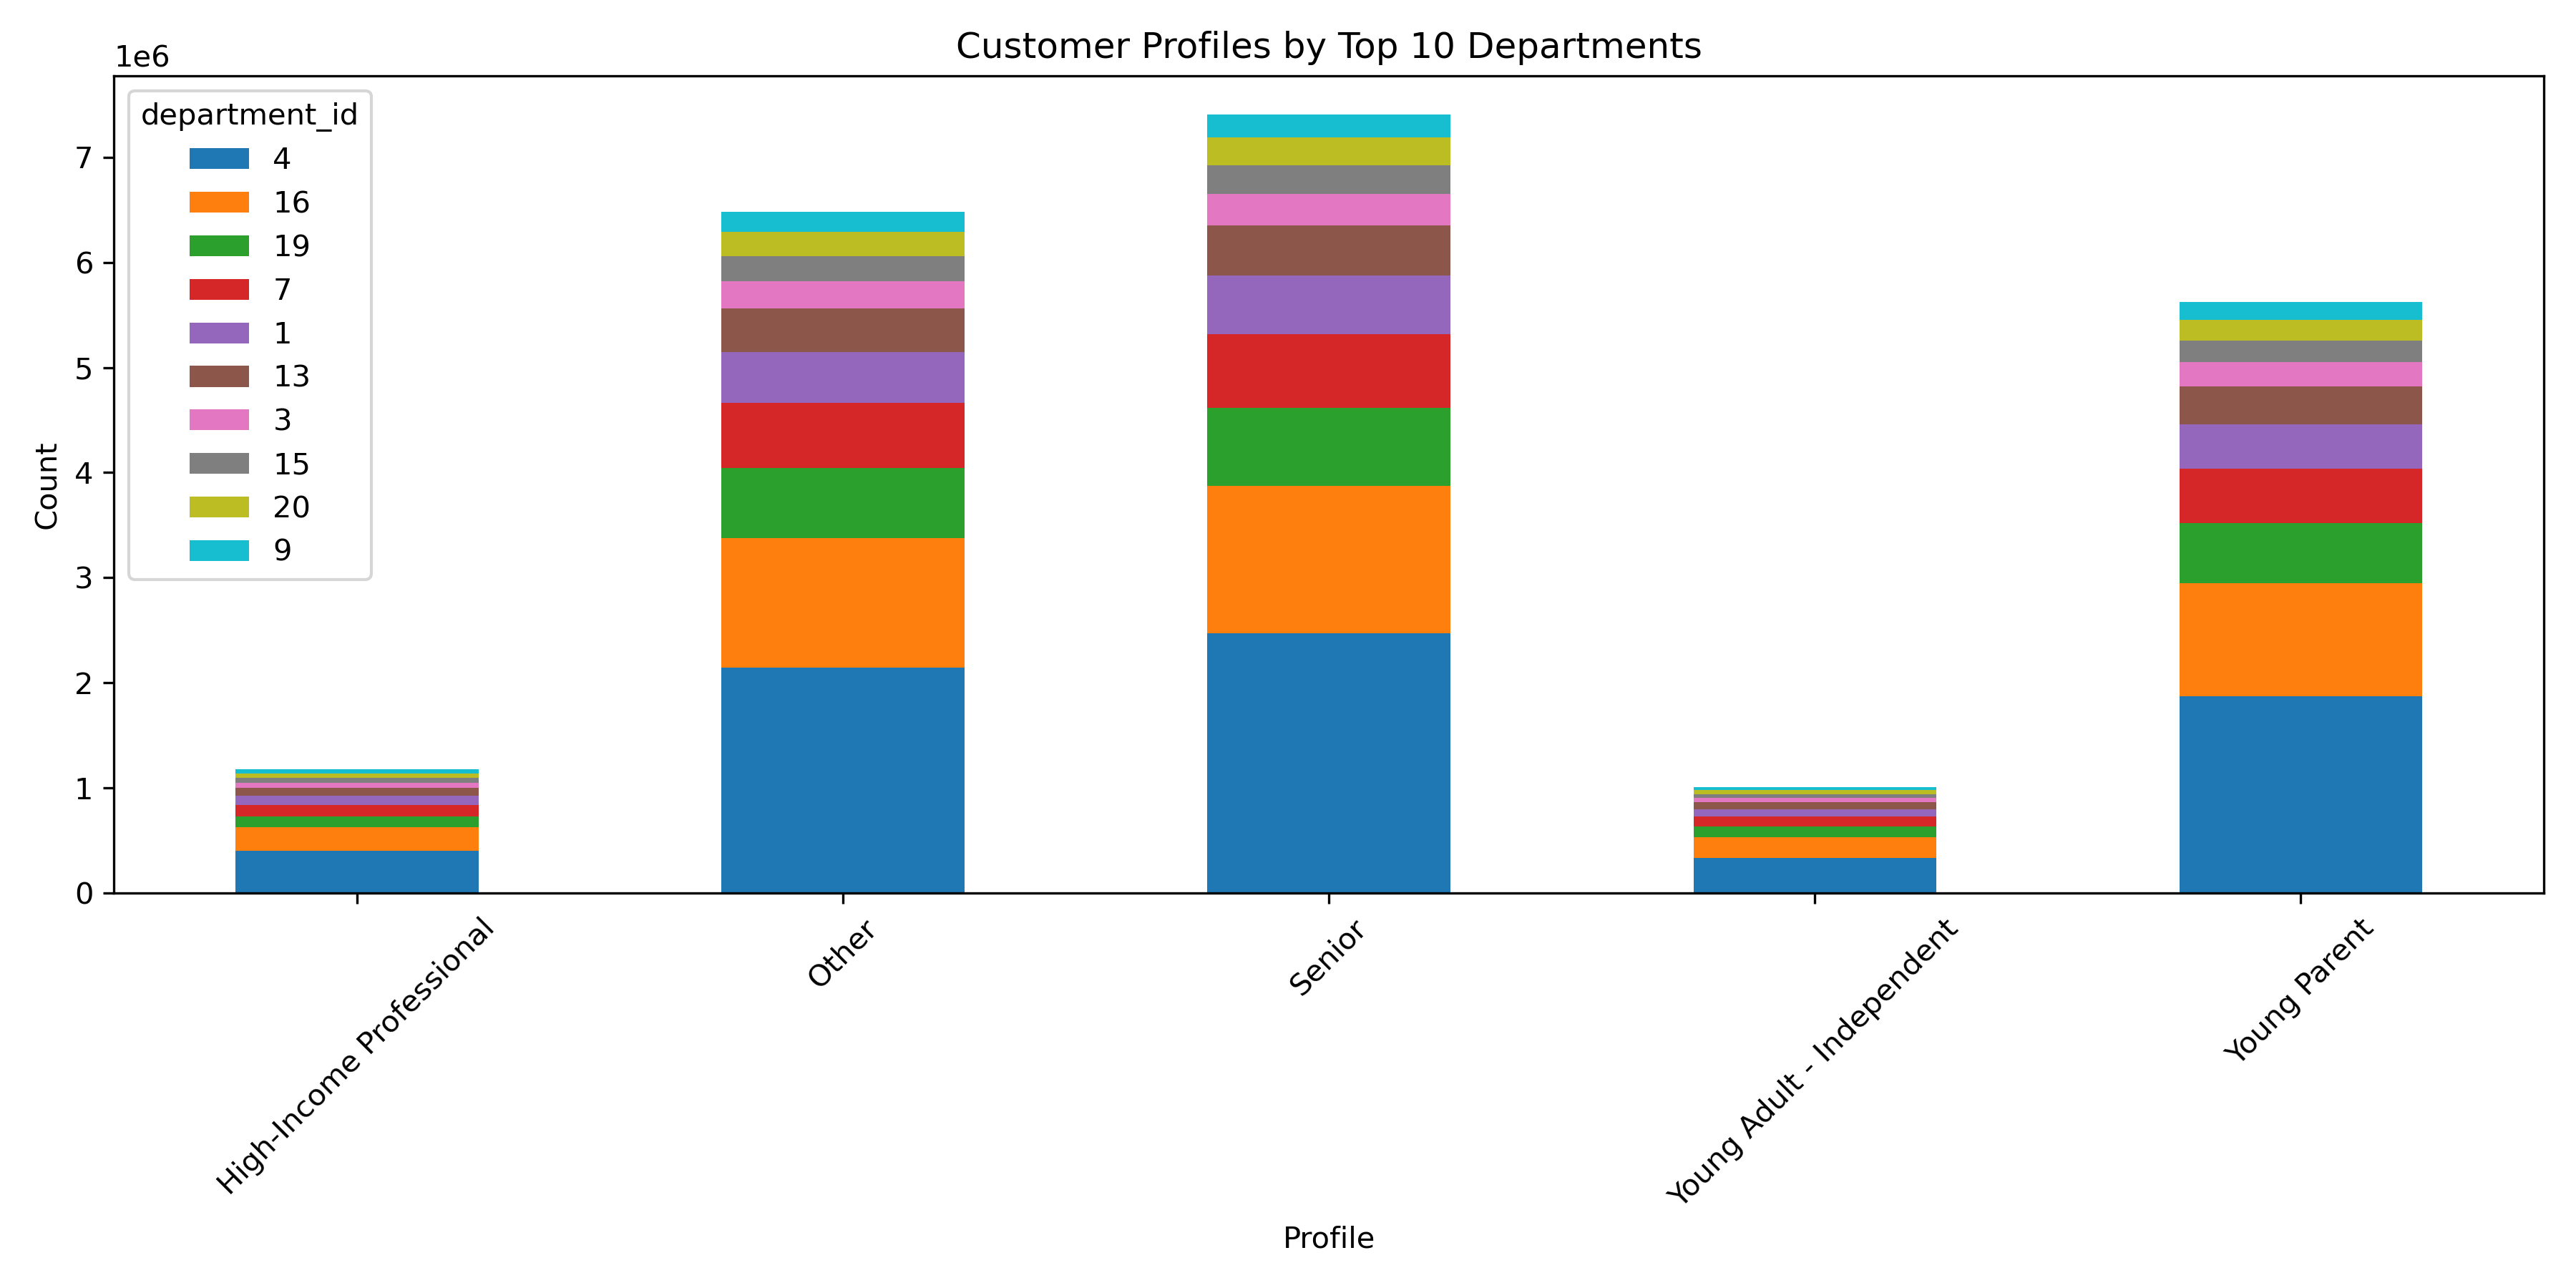 Customer Profiles by Top 10 Departments
1e6
department_id
4
16
19
7
1
13
3
15
20
9
7
6
5
4
3
2
1
0
Count
High-Income Professional
Other
Senior
Young Adult - Independent
Young Parent
Profile